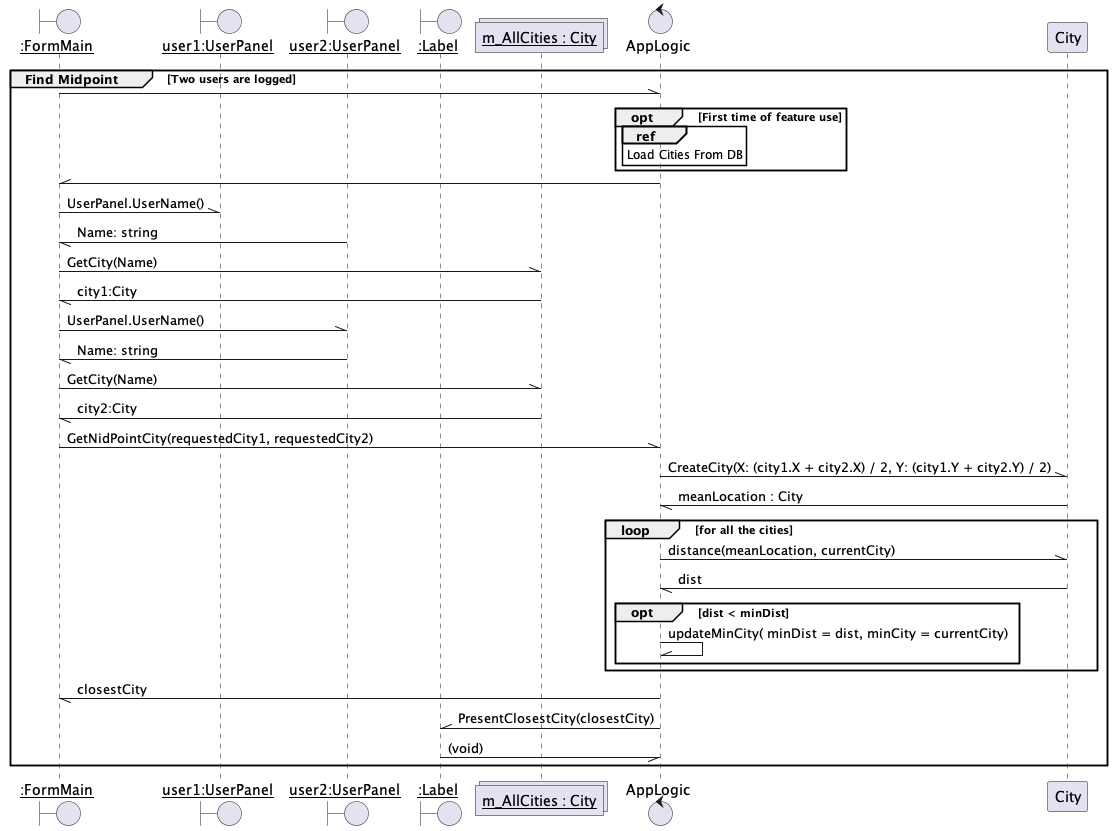 :FormMain user1:UserPanel user2:UserPanel :Label m_AllCities : City AppLogic City
Find Midpoint [Two users are logged]
opt [First time of feature use]
ref
Load Cities From DB
UserPanel.UserName()
Name: string
GetCity(Name)
city1:City
UserPanel.UserName()
Name: string
GetCity(Name)
city2:City
GetNidPointCity(requestedCity1, requestedCity2)
CreateCity(X: (city1.X + city2.X) / 2, Y: (city1.Y + city2.Y) / 2)
meanLocation : City
loop [for all the cities]
distance(meanLocation, currentCity)
dist
opt [dist < minDist]
updateMinCity( minDist = dist, minCity = currentCity)
closestCity
PresentClosestCity(closestCity)
(void)
:FormMain user1:UserPanel user2:UserPanel :Label m_AllCities : City AppLogic City